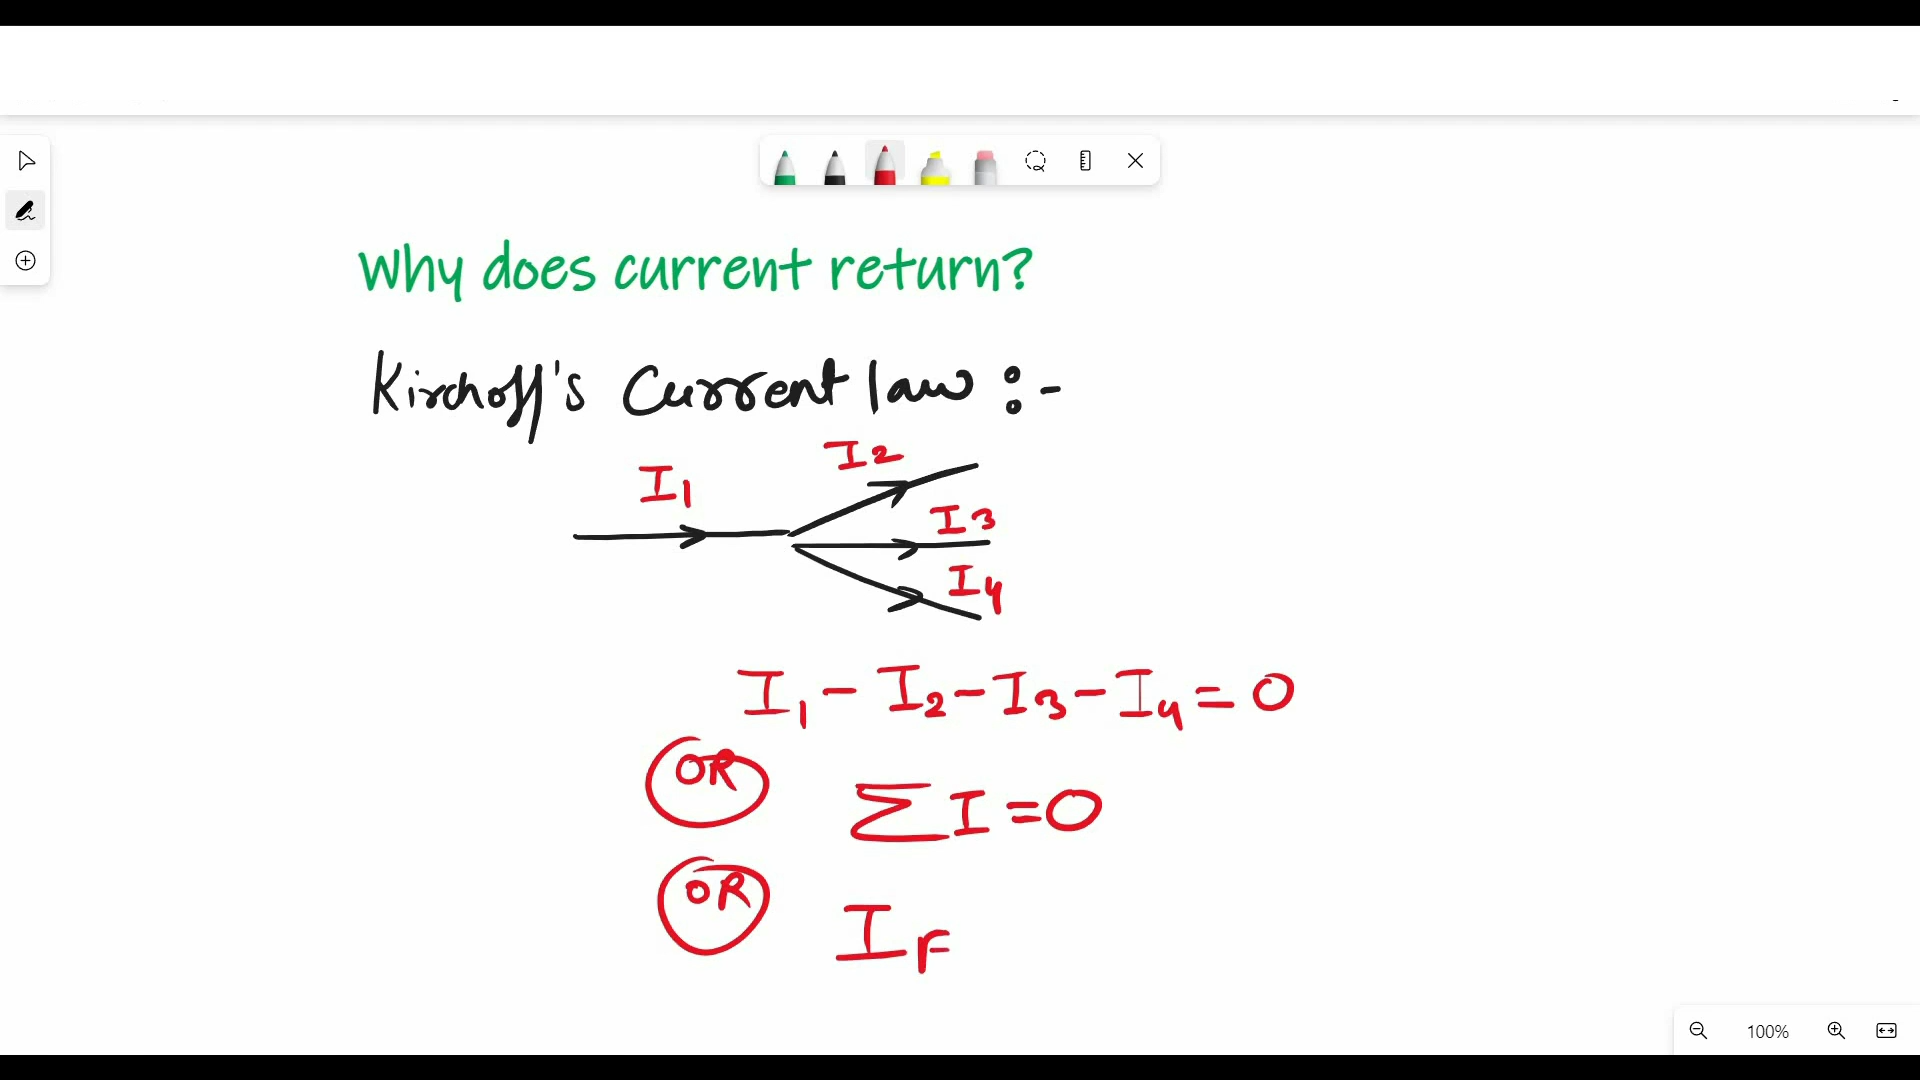 Why does current return?
Kirchoff's Current law :-
I1
I2
I3
I4
I1 - I2 - I3 - I4 = 0
OR
∑ I = 0
OR
IF
100%